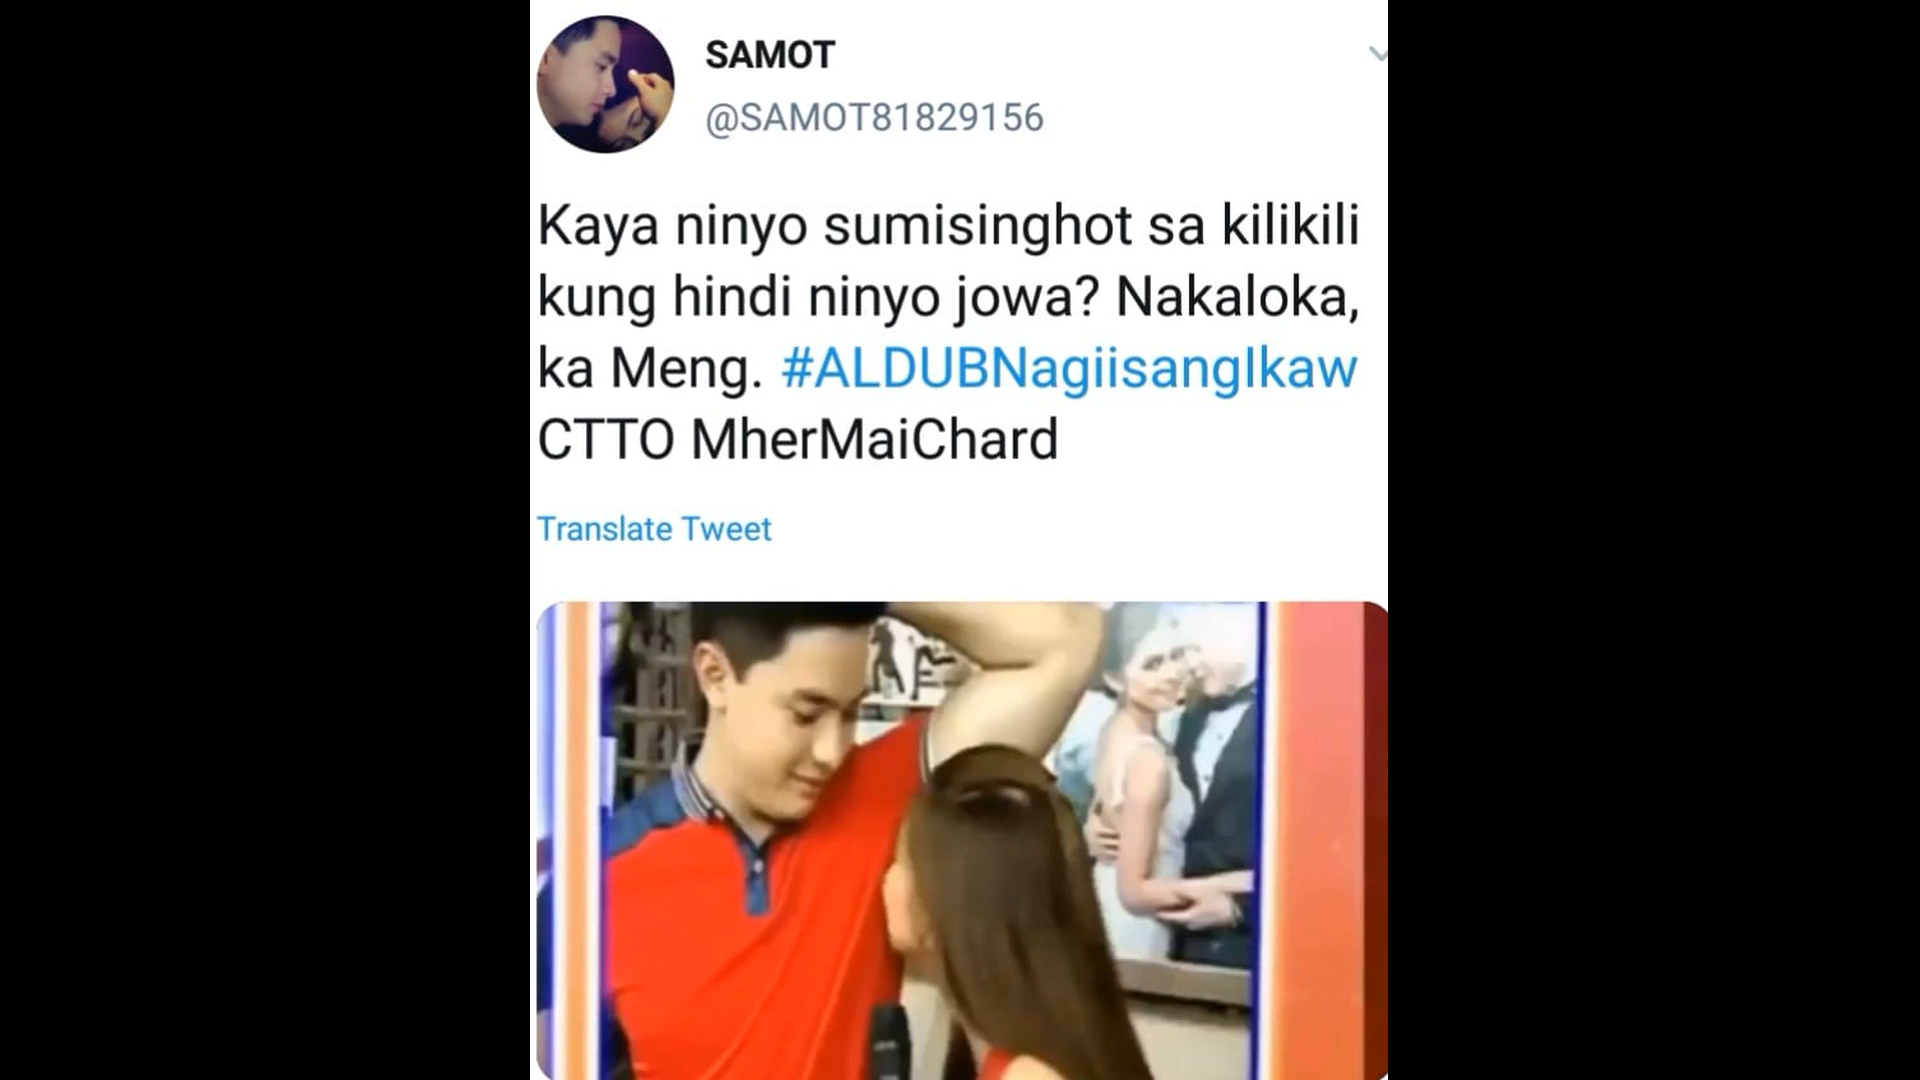 SAMOT
@SAMOT81829156
Kaya ninyo sumisinghot sa kilikili
kung hindi ninyo jowa? Nakaloka,
ka Meng. #ALDUBNagiisangIkaw
CTTO MherMaiChard
Translate Tweet